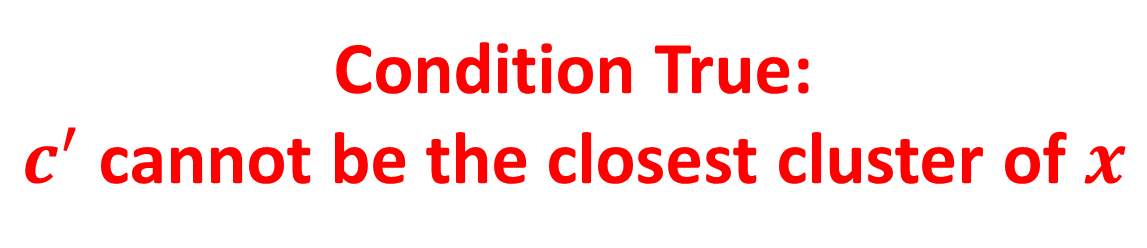 Condition True:
c′ cannot be the closest cluster of x